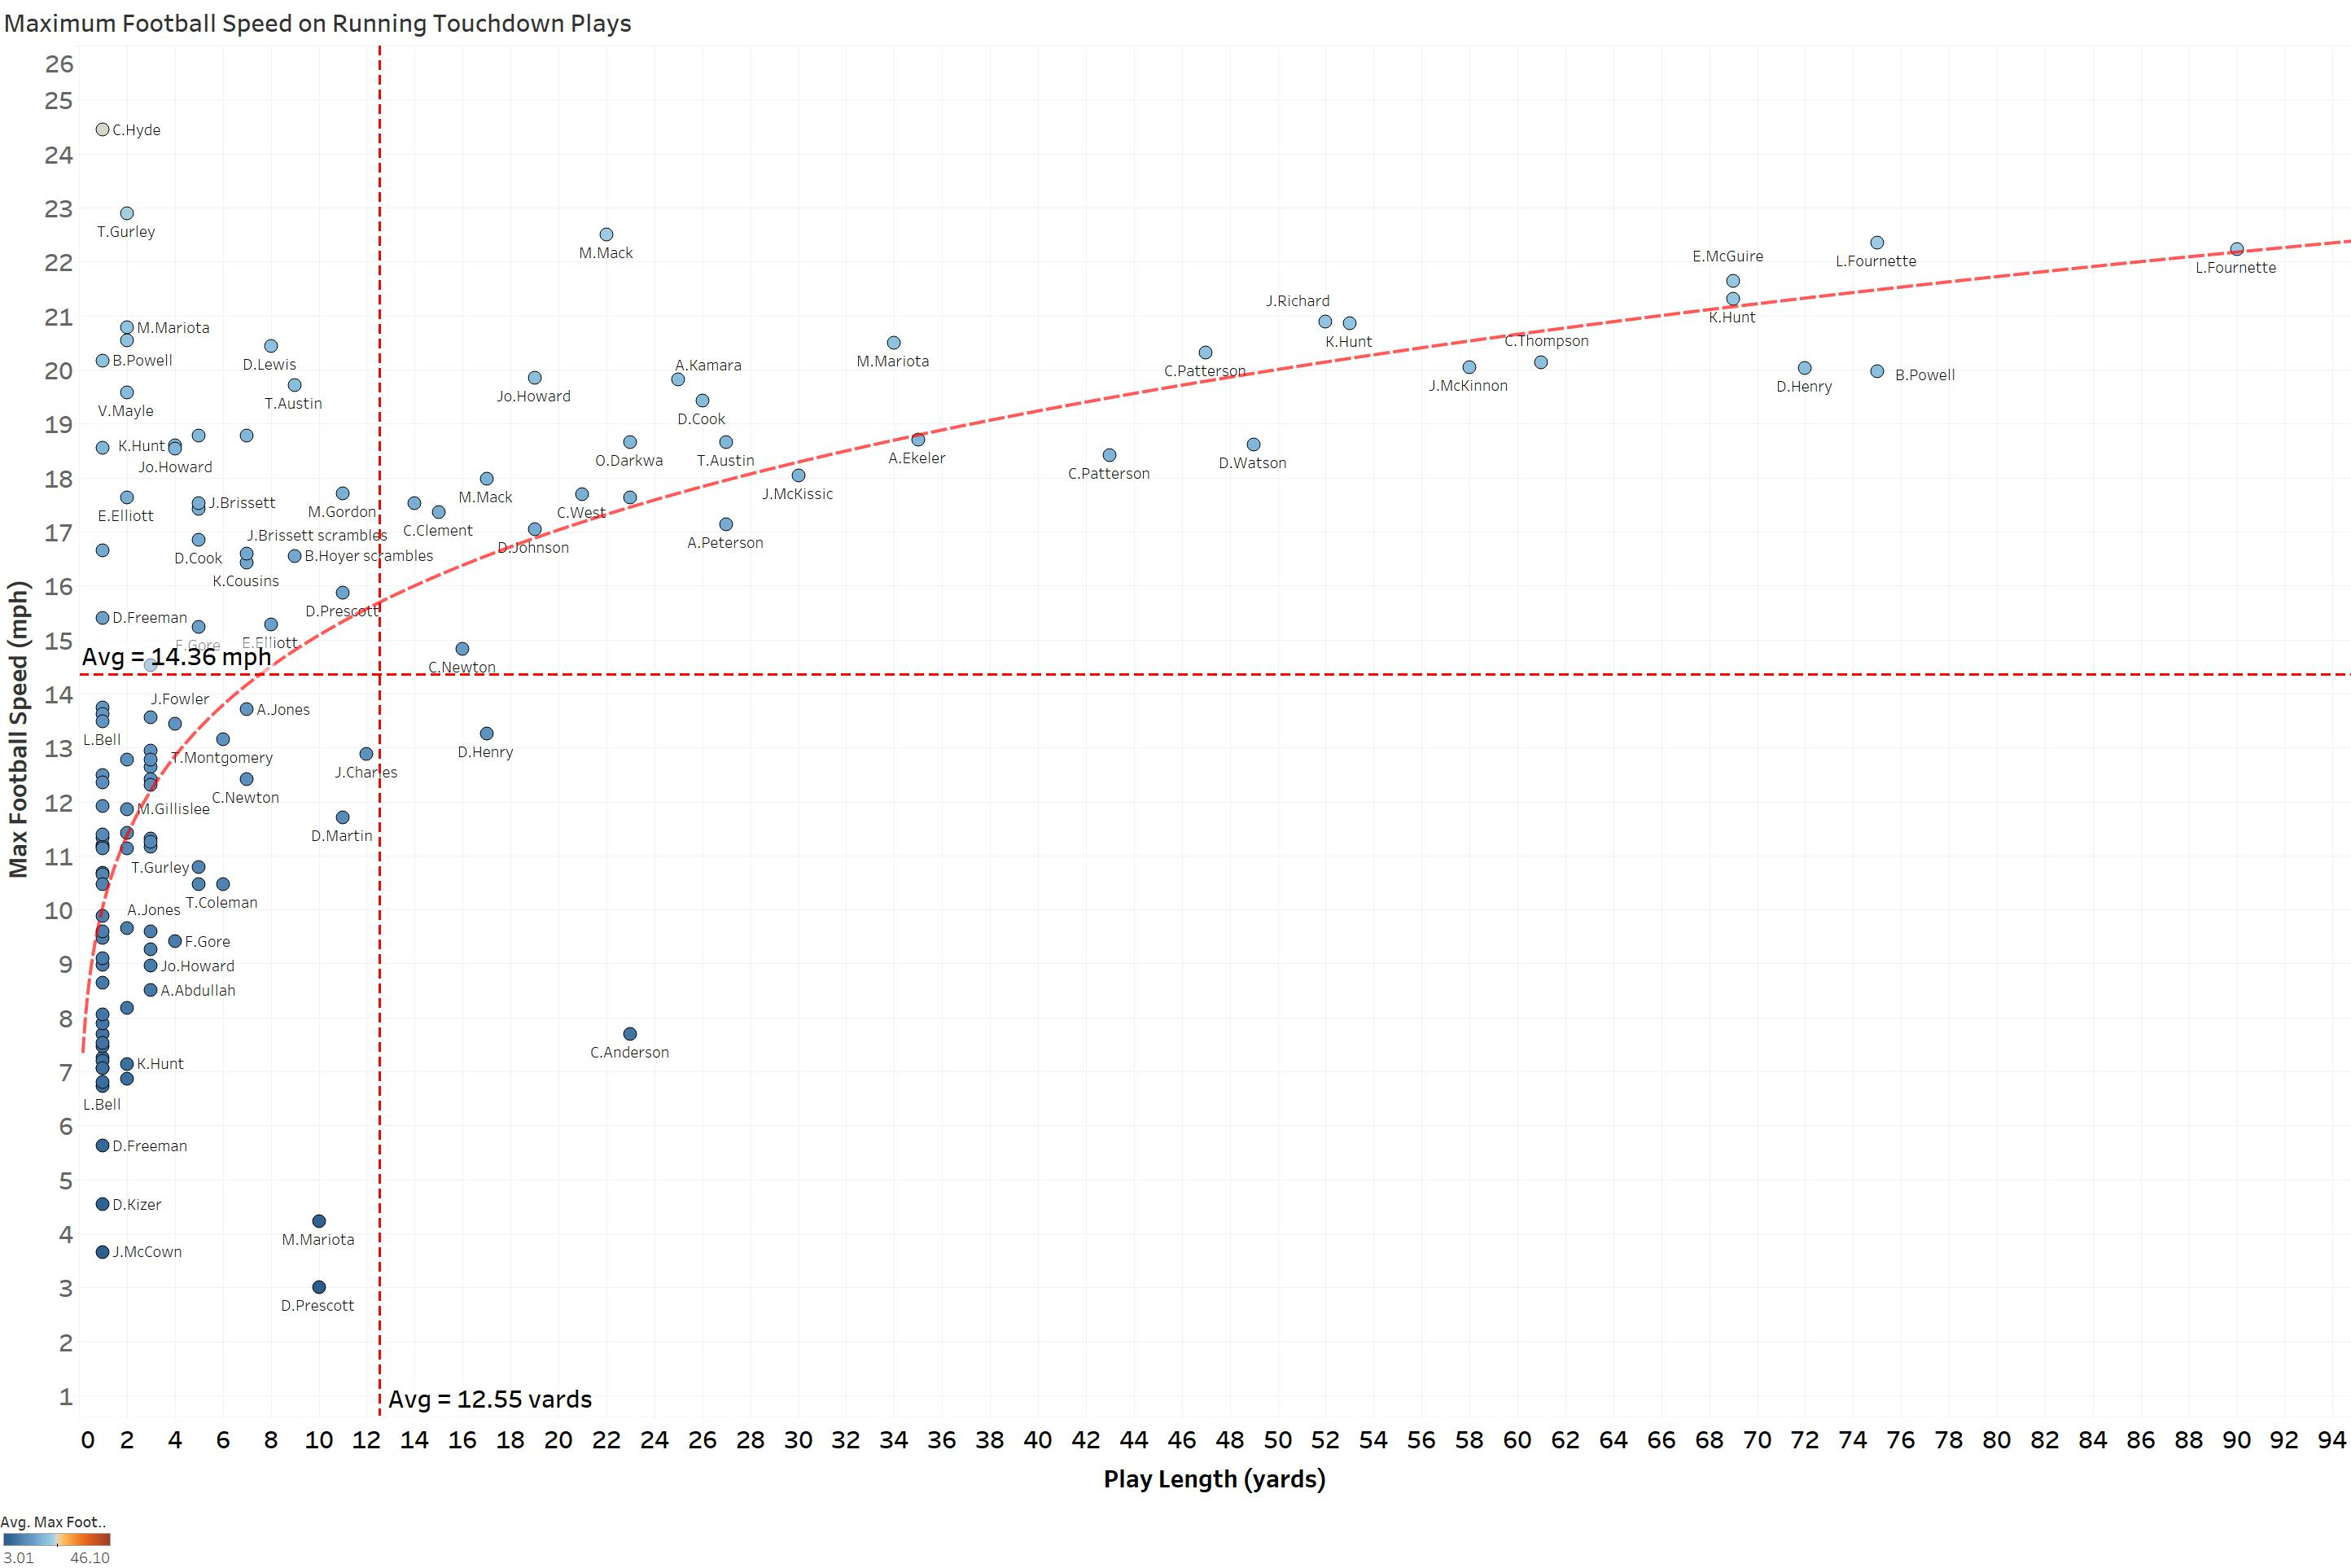 Maximum Football Speed on Running Touchdown Plays
26
25
C.Hyde
24
23
T.Gurley
M.Mack
22
E.McGuire
L.Fournette
L.Fournette
J.Richard
21
K.Hunt
M.Mariota
K.Hunt
C.Thompson
B.Powell
D.Lewis
A.Kamara
M.Mariota
20
C.Patterson
J.McKinnon
D.Henry
B.Powell
V.Mayle
T.Austin
Jo.Howard
D.Cook
19
K.Hunt
Jo.Howard
O.Darkwa
T.Austin
A.Ekeler
C.Patterson
D.Watson
18
E.Elliott
J.Brissett
M.Gordon
M.Mack
C.West
J.McKissic
17
J.Brissett scrambles
C.Clement
D.Johnson
A.Peterson
D.Cook
B.Hoyer scrambles
K.Cousins
16
D.Freeman
D.Prescott
15
F.Gore
E.Elliott
Avg = 14.36 mph
C.Newton
14
J.Fowler
A.Jones
L.Bell
13
T.Montgomery
D.Henry
J.Charles
C.Newton
12
M.Gillislee
D.Martin
11
T.Gurley
T.Coleman
10
A.Jones
F.Gore
9
Jo.Howard
A.Abdullah
8
C.Anderson
7
K.Hunt
L.Bell
6
D.Freeman
5
D.Kizer
4
M.Mariota
J.McCown
3
D.Prescott
2
1
Avg = 12.55 yards
Max Football Speed (mph)
0 2 4 6 8 10 12 14 16 18 20 22 24 26 28 30 32 34 36 38 40 42 44 46 48 50 52 54 56 58 60 62 64 66 68 70 72 74 76 78 80 82 84 86 88 90 92 94
Play Length (yards)
Avg. Max Foot..
3.01 46.10